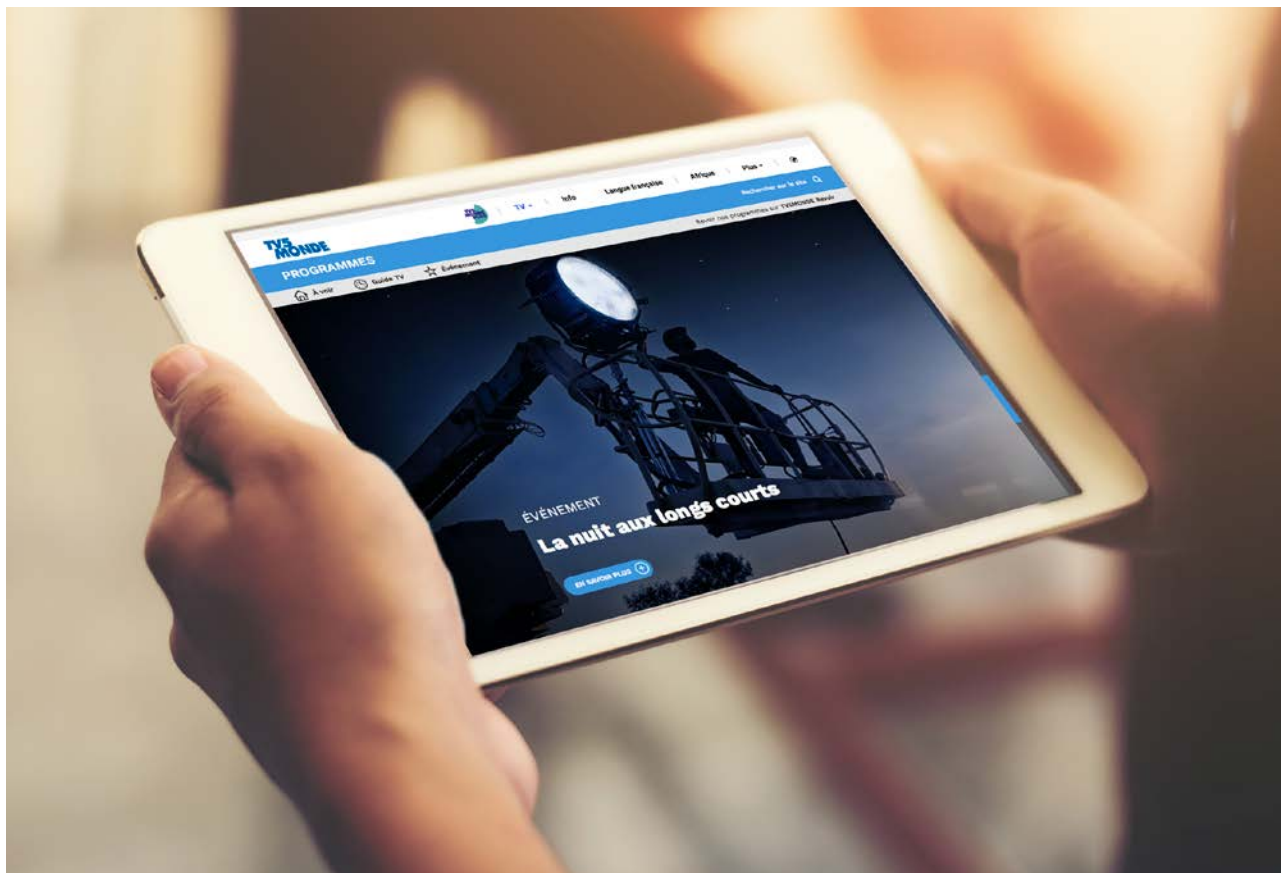 TV5
MONDE
TV Info Langue française Afrique Plus
PROGRAMMES
Rechercher sur le site
À voir Guide TV Événement
Revoir nos programmes sur TV5MONDE Revoir
ÉVÉNEMENT
La nuit aux longs courts
EN SAVOIR PLUS